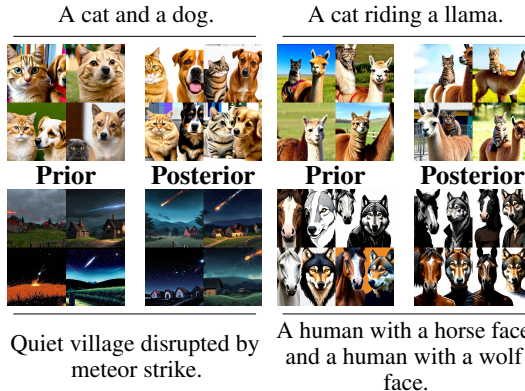 A cat and a dog.
A cat riding a llama.
Prior
Posterior
Prior
Posterior
Quiet village disrupted by
meteor strike.
A human with a horse face
and a human with a wolf
face.